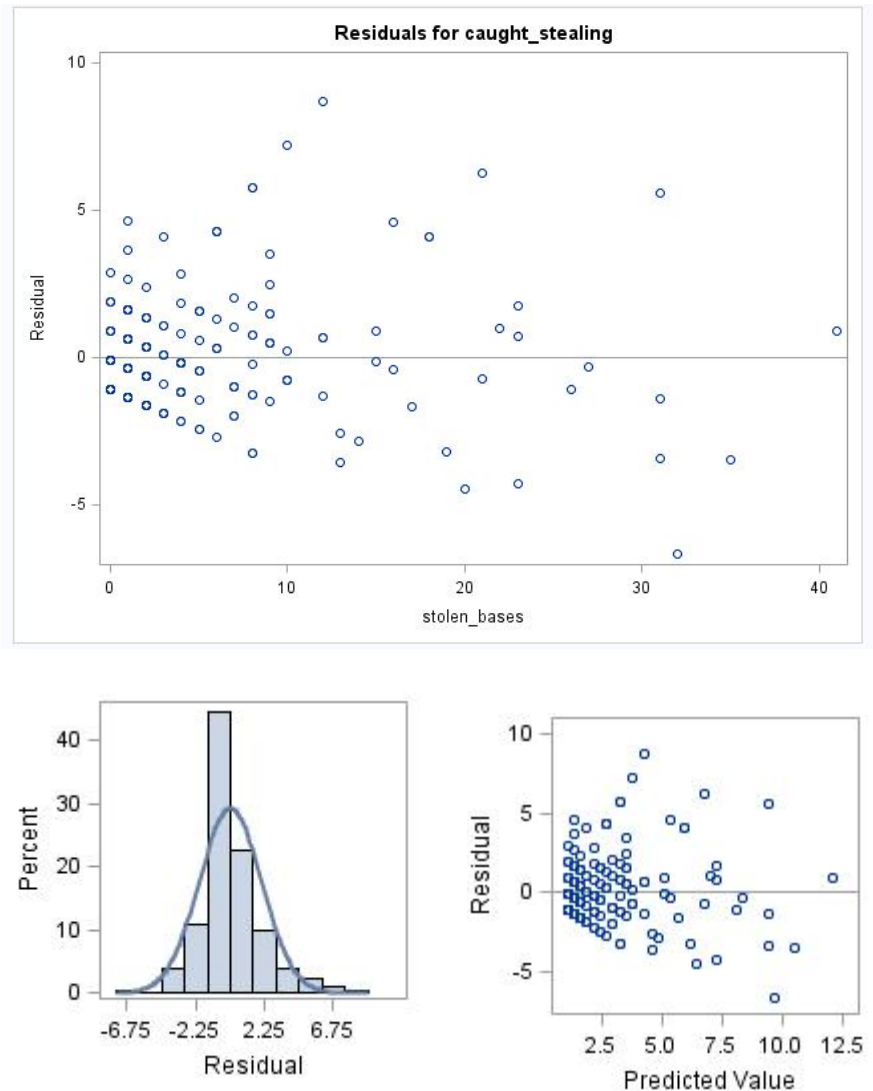 Residuals for caught_stealing
10
5
0
-5
Residual
0 10 20 30 40
stolen_bases
40
30
20
10
0
Percent
-6.75 -2.25 2.25 6.75
Residual
10
5
0
-5
Residual
2.5 5.0 7.5 10.0 12.5
Predicted Value